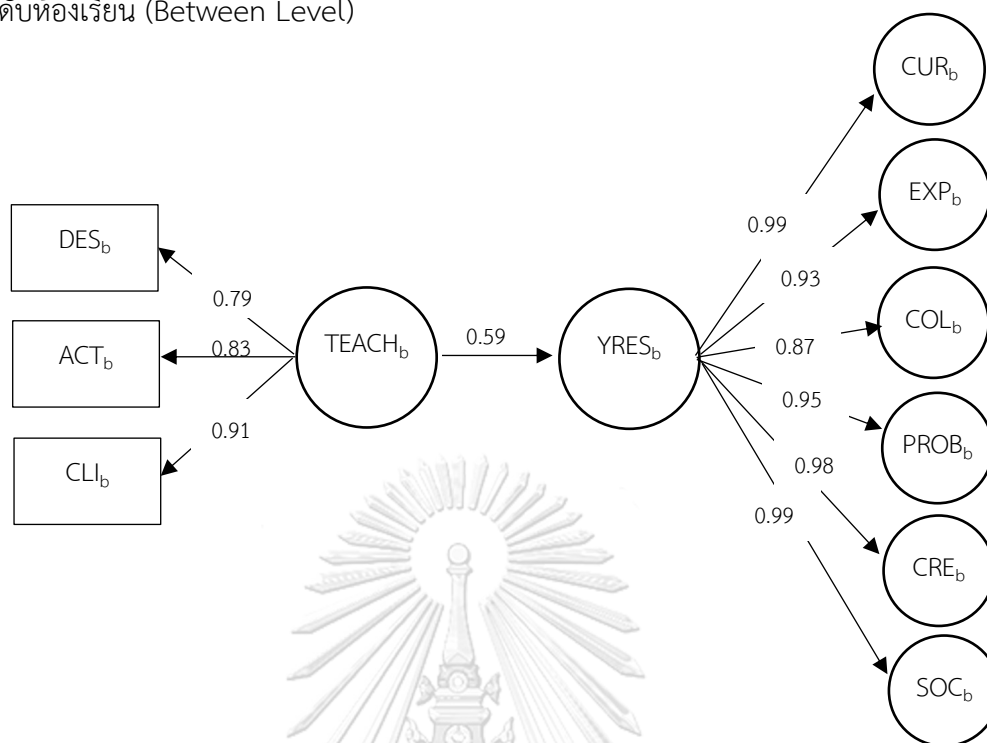 ดับห้องเรียน (Between Level)
CURb
EXPb
0.99
DESb
0.93
0.79
TEACHb
0.59
YRESb
COLb
ACTb
0.83
0.87
0.95
0.91
PROBb
CLIb
0.98
0.99
CREb
SOCb